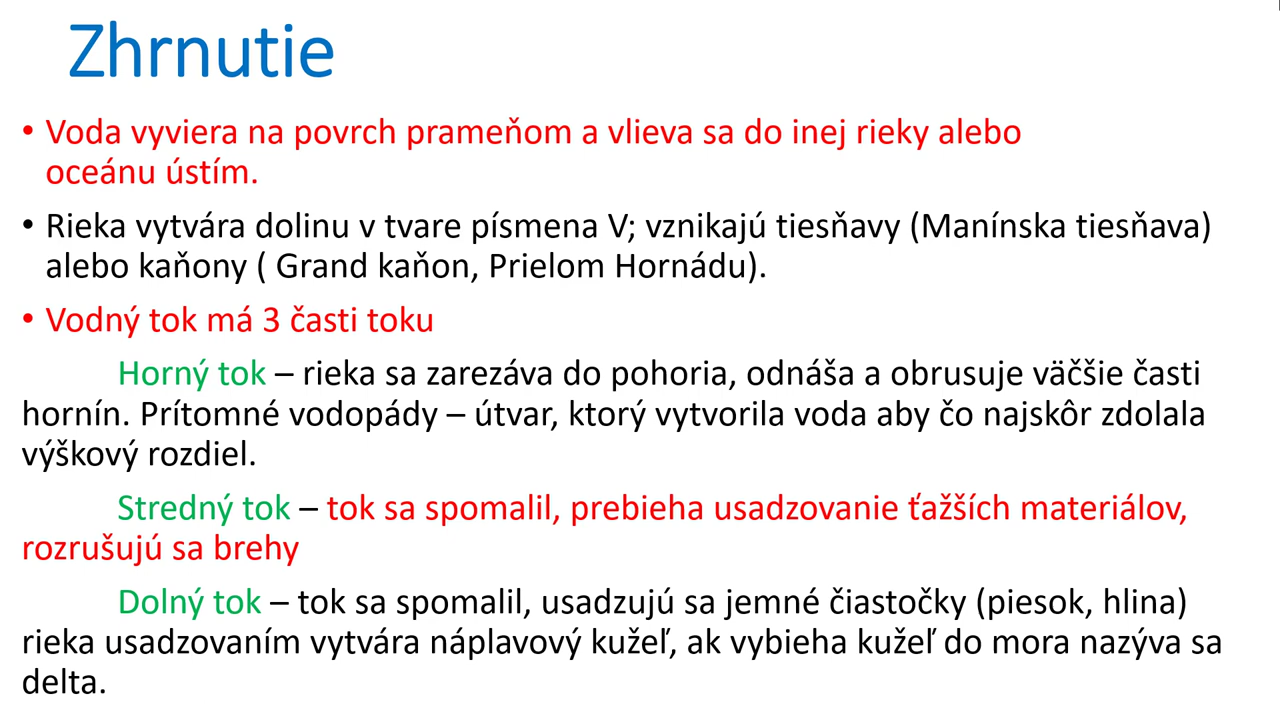 Zhrnutie
• Voda vyviera na povrch prameňom a vlieva sa do inej rieky alebo
oceánu ústím.
• Rieka vytvára dolinu v tvare písmena V; vznikajú tiesňavy (Manínska tiesňava)
alebo kaňony ( Grand kaňon, Prielom Hornádu).
• Vodný tok má 3 časti toku
Horný tok – rieka sa zarezáva do pohoria, odnáša a obrusuje väčšie časti
hornín. Prítomné vodopády – útvar, ktorý vytvorila voda aby čo najskôr zdolala
výškový rozdiel.
Stredný tok – tok sa spomalil, prebieha usadzovanie ťažších materiálov,
rozrušujú sa brehy
Dolný tok – tok sa spomalil, usadzujú sa jemné čiastočky (piesok, hlina)
rieka usadzovaním vytvára náplavový kužeľ, ak vybieha kužeľ do mora nazýva sa
delta.